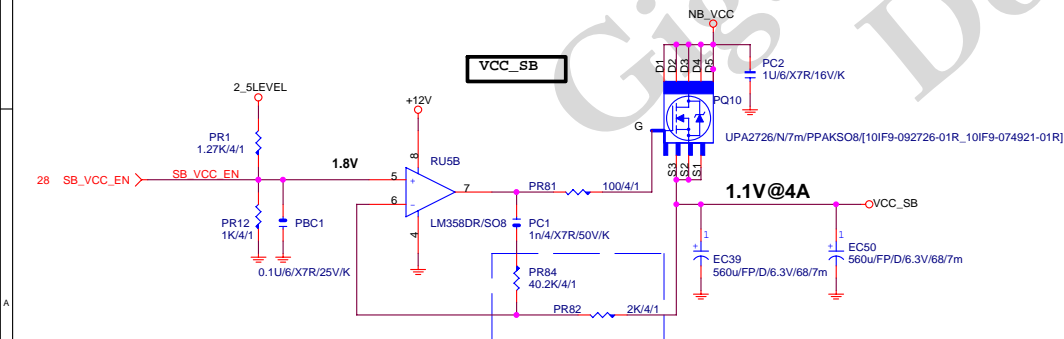 Gig
Do
NB_VCC
VCC_SB
D1
D2
D3
D4
D5
PC2
1U/6/X7R/16V/K
2_5LEVEL
+12V
PQ10
G
UPA2726/N/7m/PPAKSO8/[10IF9-092726-01R_10IF9-074921-01R]
PR1
1.27K/4/1
8
RU5B
S3
S2
S1
1.8V
28 SB_VCC_EN
SB_VCC_EN
5
+
7
PR81
100/4/1
1.1V@4A
6
-
VCC_SB
PR12
1K/4/1
PBC1
4
LM358DR/SO8
PC1
1n/4/X7R/50V/K
1
1
+
+
EC39
560u/FP/D/6.3V/68/7m
EC50
560u/FP/D/6.3V/68/7m
0.1U/6/X7R/25V/K
PR84
40.2K/4/1
A
PR82
2K/4/1